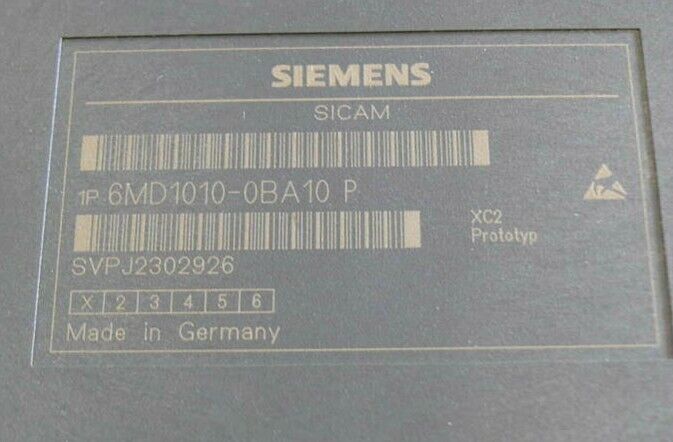 SIEMENS
SICAM
1P 6MD1010-0BA10 P
XC2
Prototyp
SVPJ2302926
X 2 3 4 5 6
Made in Germany